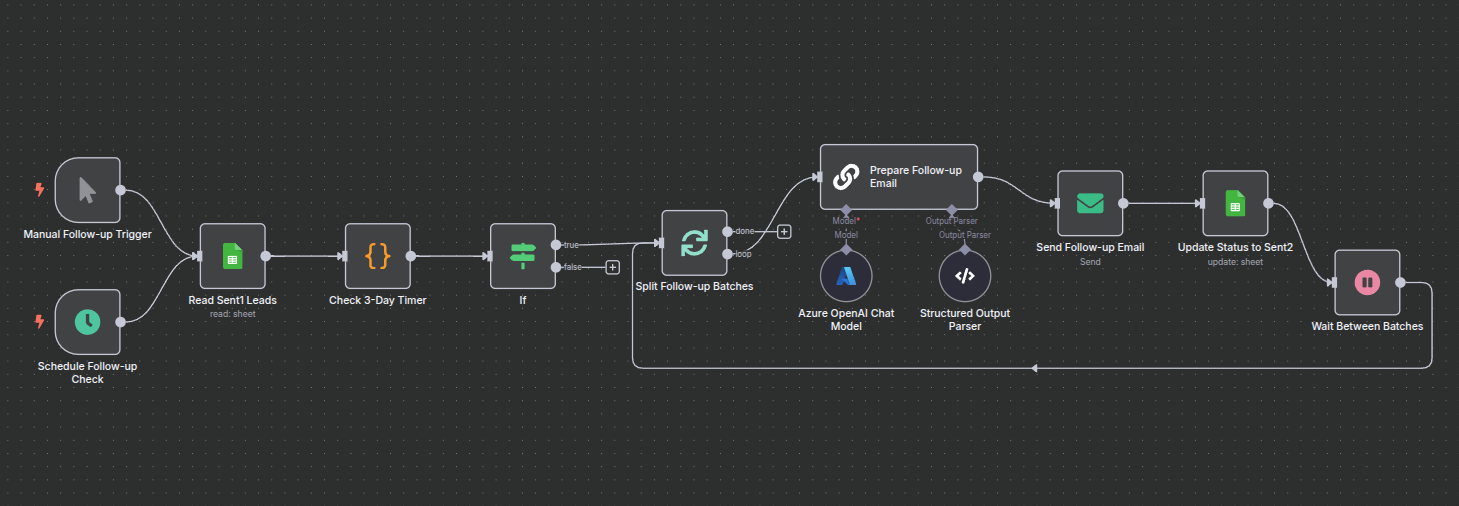 Manual Follow-up Trigger
Schedule Follow-up
Check
Read Sent1 Leads
read: sheet
Check 3-Day Timer
If
true
false
Split Follow-up Batches
done
loop
Prepare Follow-up
Email
Model*
Output Parser
Model
Output Parser
Azure OpenAI Chat
Model
Structured Output
Parser
Send Follow-up Email
Send
Update Status to Sent2
update: sheet
Wait Between Batches